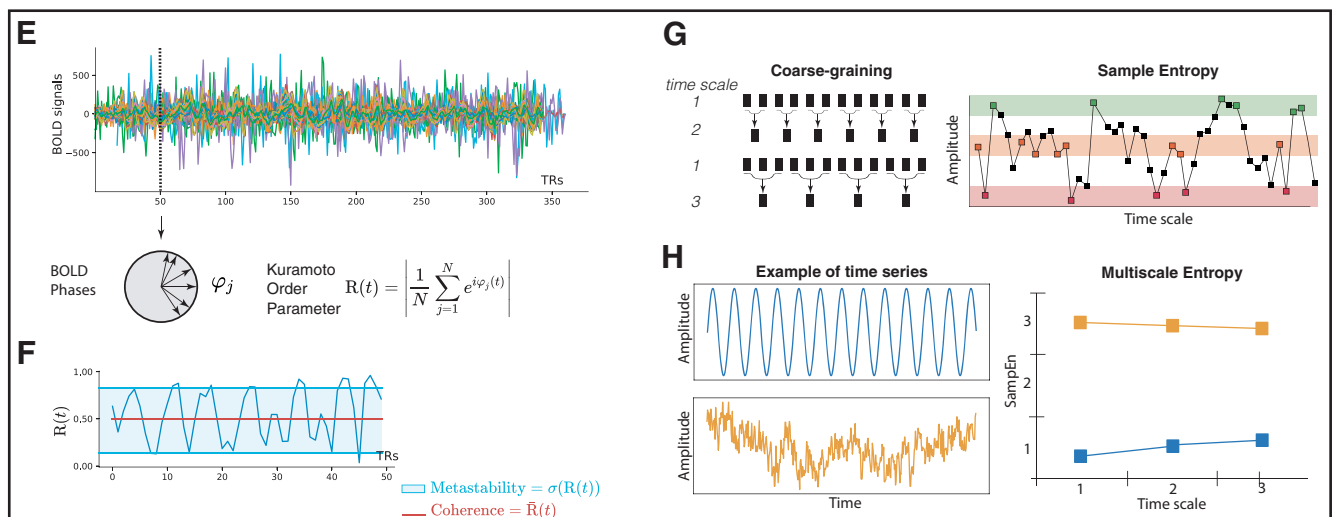 E
BOLD signals
500
0
−500
50
100
150
200
250
300
350
TRs
BOLD
Phases
φj
Kuramoto
Order
Parameter
R(t) = | 1/N ∑ j=1 N e^{iφj(t)} |
F
R(t)
1,00
0,50
0,00
0
10
20
30
40
50
TRs
Metastability = σ(R(t))
Coherence = R̄(t)
G
Coarse-graining
time scale
1
2
1
3
Sample Entropy
Amplitude
Time scale
H
Example of time series
Amplitude
Amplitude
Time
Multiscale Entropy
SampEn
3
2
1
1
2
3
Time scale